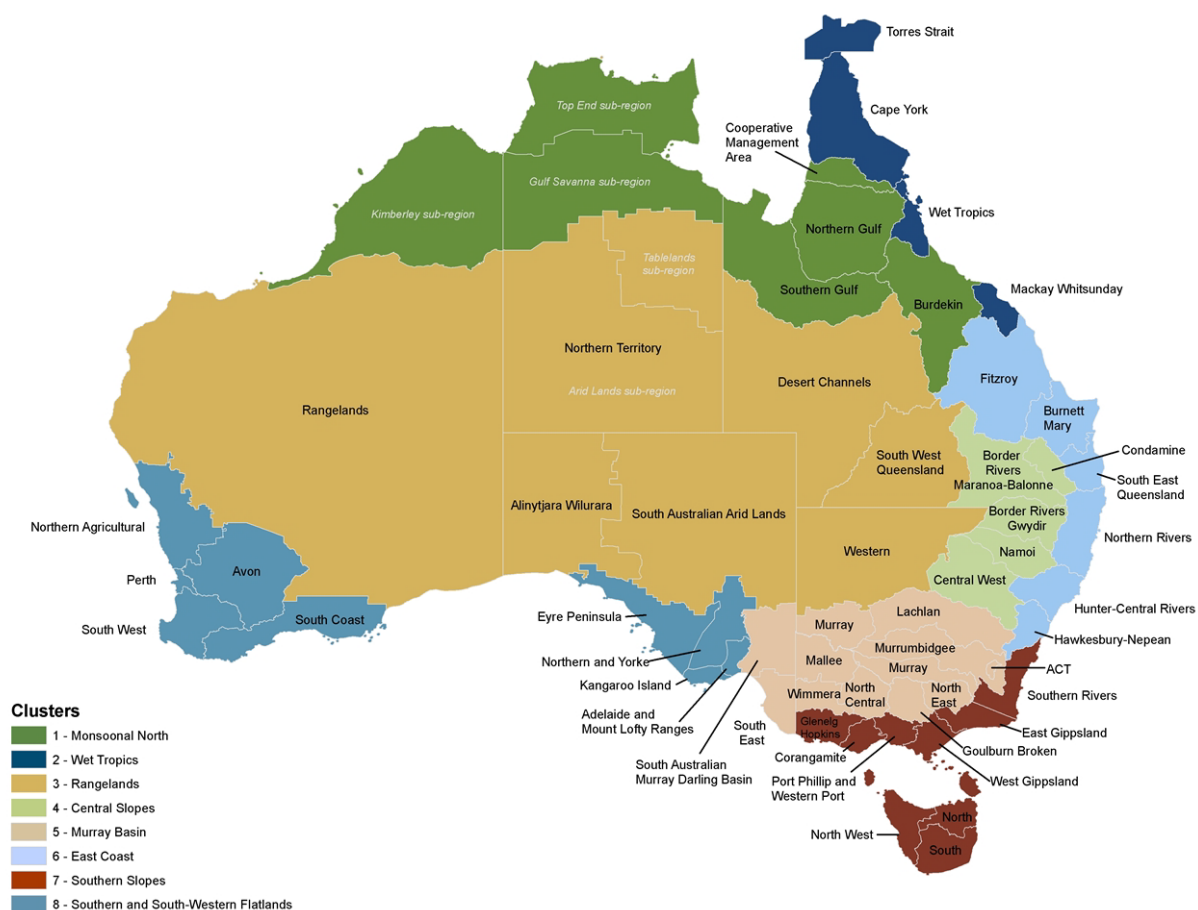 Torres Strait
Top End sub-region
Cape York
Cooperative
Management
Area
Gulf Savanna sub-region
Kimberley sub-region
Wet Tropics
Northern Gulf
Tablelands
sub-region
Southern Gulf
Mackay Whitsunday
Burdekin
Northern Territory
Desert Channels
Fitzroy
Arid Lands sub-region
Rangelands
Burnett
Mary
South West
Queensland
Border
Rivers
Maranoa-Balonne
Condamine
South East
Queensland
Alinytjara Wilurara
South Australian Arid Lands
Border Rivers
Gwydir
Northern Agricultural
Northern Rivers
Western
Namoi
Perth
Avon
Central West
South West
South Coast
Eyre Peninsula
Lachlan
Hunter-Central Rivers
Murray
Hawkesbury-Nepean
Murrumbidgee
Northern and Yorke
Mallee
Murray
ACT
Kangaroo Island
Wimmera
North
Central
North
East
Southern Rivers
Adelaide and
Mount Lofty Ranges
South
East
Glenelg
Hopkins
East Gippsland
Goulburn Broken
Corangamite
South Australian
Murray Darling Basin
Port Phillip and
Western Port
West Gippsland
North West
North
South
Clusters
1 - Monsoonal North
2 - Wet Tropics
3 - Rangelands
4 - Central Slopes
5 - Murray Basin
6 - East Coast
7 - Southern Slopes
8 - Southern and South-Western Flatlands